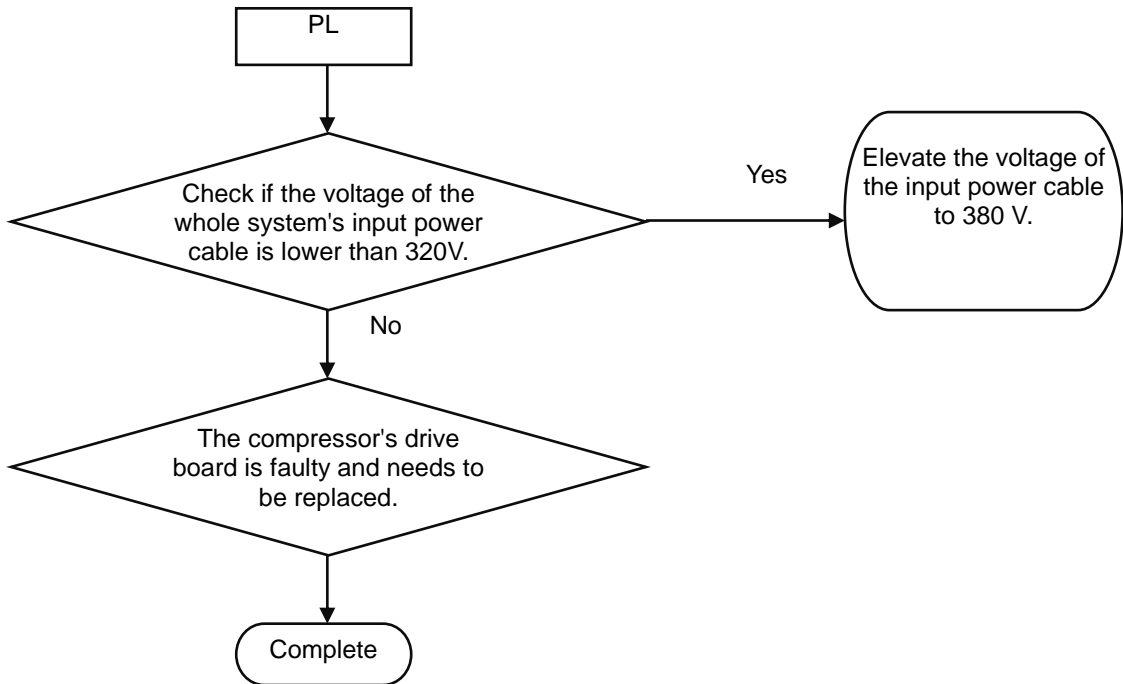 PL
Check if the voltage of the
whole system's input power
cable is lower than 320V.
Yes
Elevate the voltage of
the input power cable
to 380 V.
No
The compressor's drive
board is faulty and needs to
be replaced.
Complete